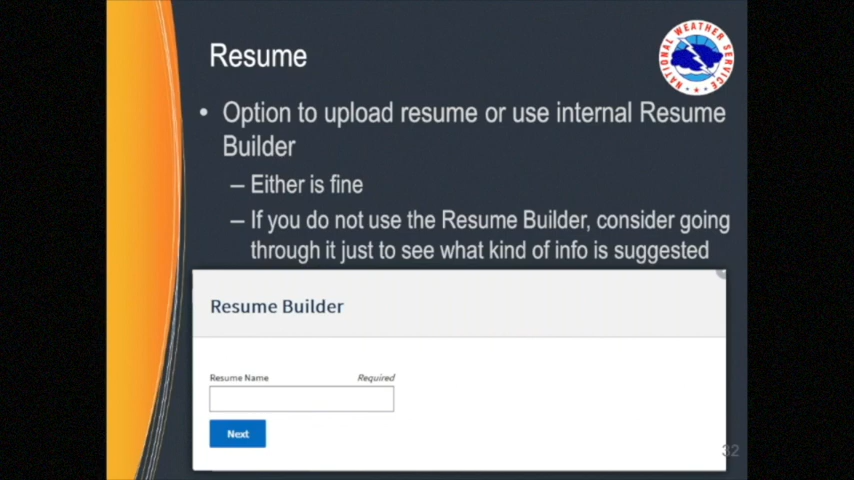 Resume
NATIONAL WEATHER SERVICE
• Option to upload resume or use internal Resume
Builder
– Either is fine
– If you do not use the Resume Builder, consider going
through it just to see what kind of info is suggested
Resume Builder
Resume Name Required
Next
32